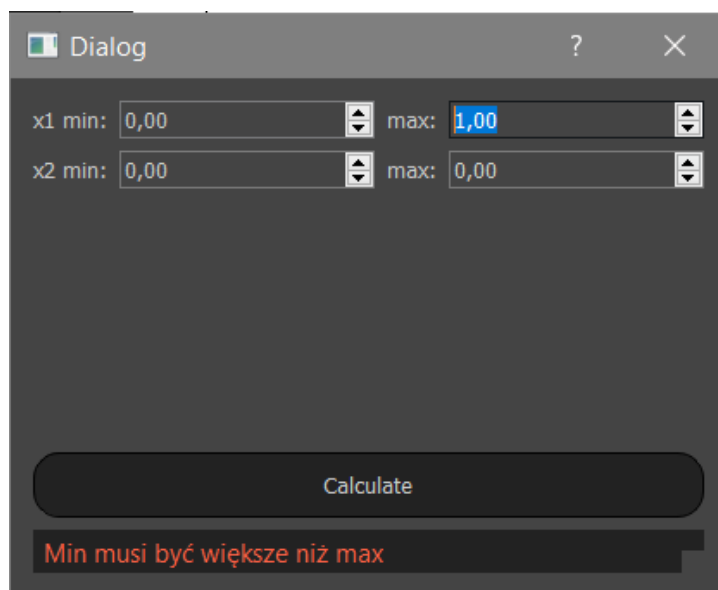 Dialog ?
x1 min: 0,00 max: 1,00
x2 min: 0,00 max: 0,00
Calculate
Min musi być większe niż max